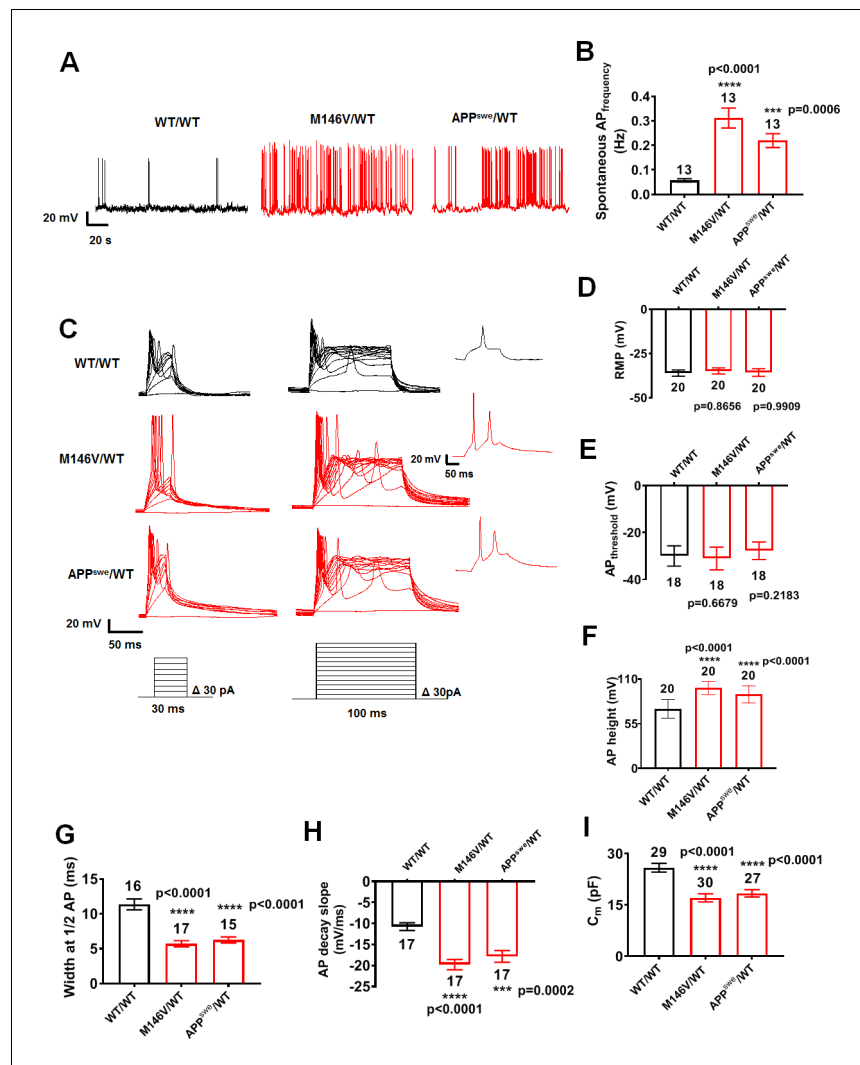 A
WT/WT
M146V/WT
APPˢʷᵉ/WT
20 mV
20 s
B
p<0.0001
****
13
***
p=0.0006
13
13
Spontaneous APfrequency
(Hz)
0.4
0.3
0.2
0.1
0.0
WT/WT
M146V/WT
APPˢʷᵉ/WT
C
WT/WT
M146V/WT
APPˢʷᵉ/WT
20 mV
50 ms
20 mV
50 ms
Δ 30 pA
30 ms
Δ 30pA
100 ms
D
WT/WT
M146V/WT
APPˢʷᵉ/WT
RMP
(mV)
0
-25
-50
20
20
20
p=0.8656
p=0.9909
E
WT/WT
M146V/WT
APPˢʷᵉ/WT
APthreshold (mV)
0
-20
-40
18
18
18
p=0.6679
p=0.2183
F
p<0.0001
****
****
p<0.0001
20
20
20
AP height
(mV)
110
55
0
WT/WT
M146V/WT
APPˢʷᵉ/WT
G
Width at 1/2 AP (ms)
15
10
5
0
16
p<0.0001
****
17
****
p<0.0001
15
WT/WT
M146V/WT
APPˢʷᵉ/WT
H
WT/WT
M146V/WT
APPˢʷᵉ/WT
AP decay slope
(mV/ms)
0
-5
-10
-15
-20
-25
17
17
17
****
p<0.0001
***
p=0.0002
I
Cm (pF)
30
15
0
29
p<0.0001
****
30
****
p<0.0001
27
WT/WT
M146V/WT
APPˢʷᵉ/WT